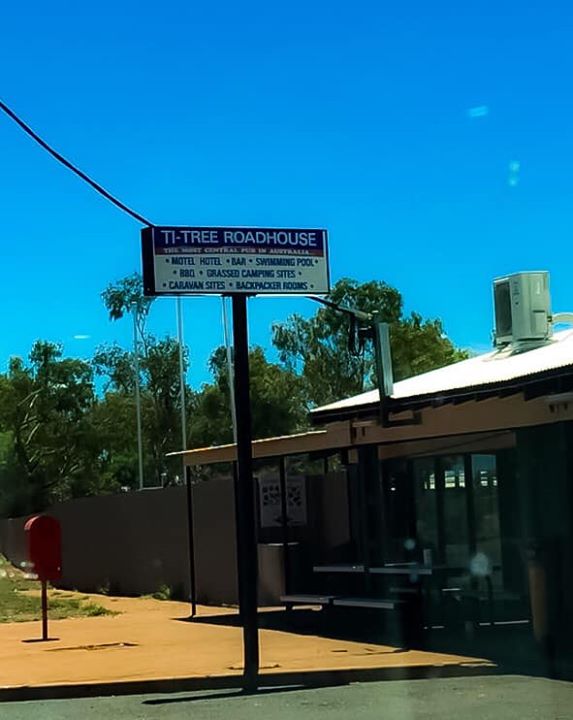 TI-TREE ROADHOUSE
THE MOST CENTRAL PUB IN AUSTRALIA...
• MOTEL HOTEL • BAR • SWIMMING POOL •
• BBQ • GRASSED CAMPING SITES •
CARAVAN SITES • BACKPACKER ROOMS •